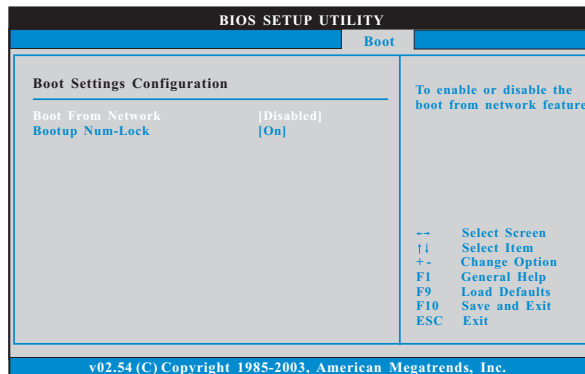 BIOS SETUP UTILITY
Boot
Boot Settings Configuration
Boot From Network [Disabled]
Bootup Num-Lock [On]
To enable or disable the
boot from network feature
←→ Select Screen
↑↓ Select Item
+- Change Option
F1 General Help
F9 Load Defaults
F10 Save and Exit
ESC Exit
v02.54 (C) Copyright 1985-2003, American Megatrends, Inc.